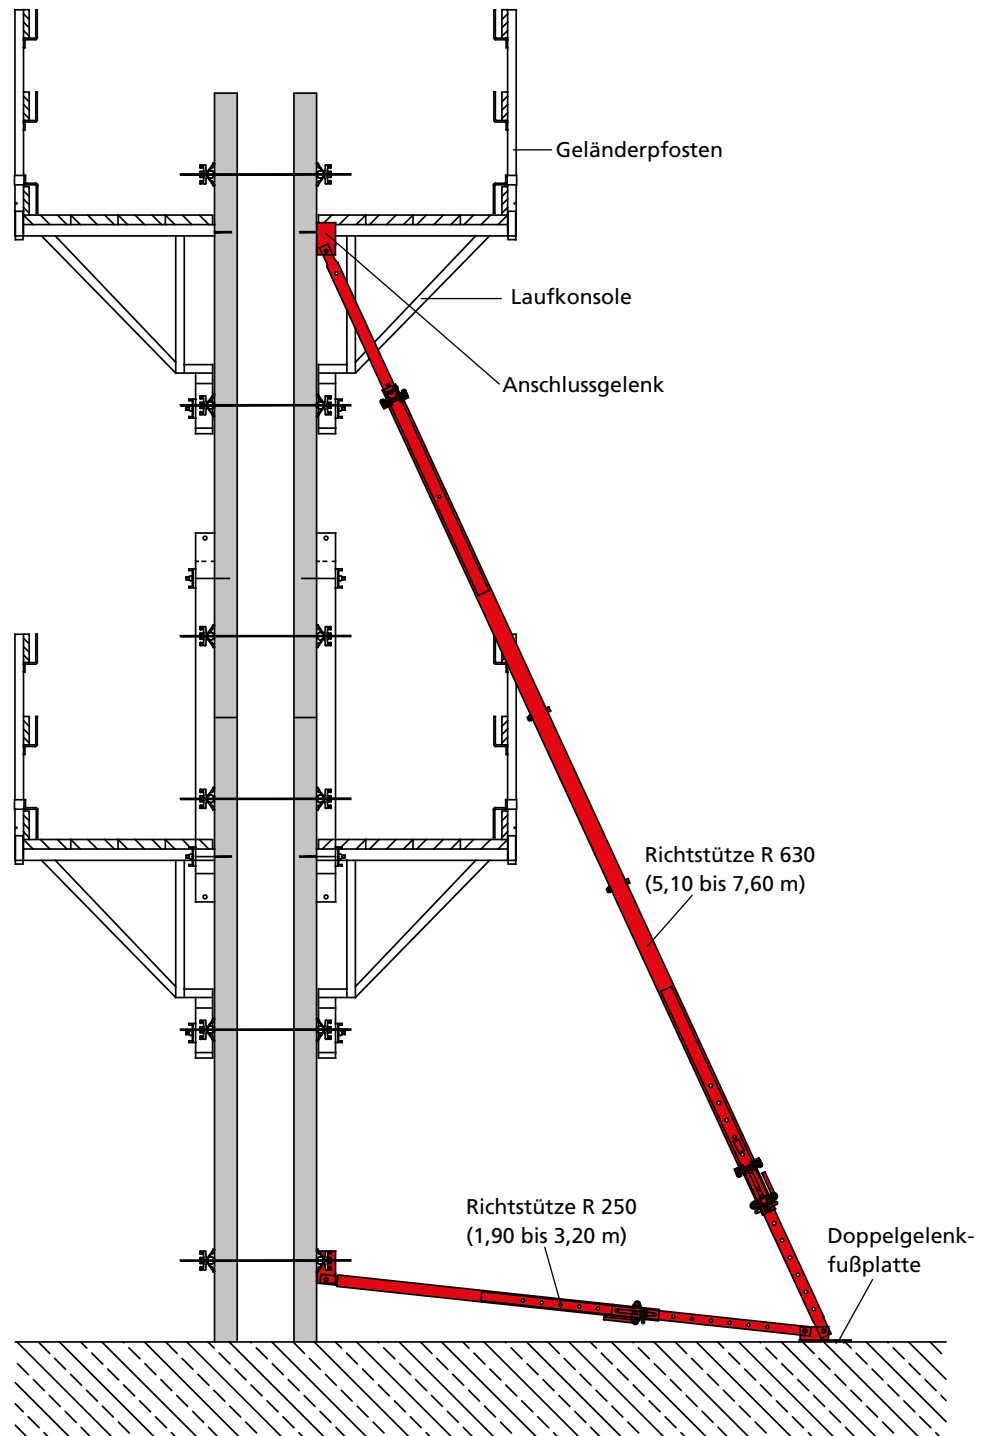 Geländerpfosten
Laufkonsole
Anschlussgelenk
Richtstütze R 630
(5,10 bis 7,60 m)
Richtstütze R 250
(1,90 bis 3,20 m)
Doppelgelenk-
fußplatte